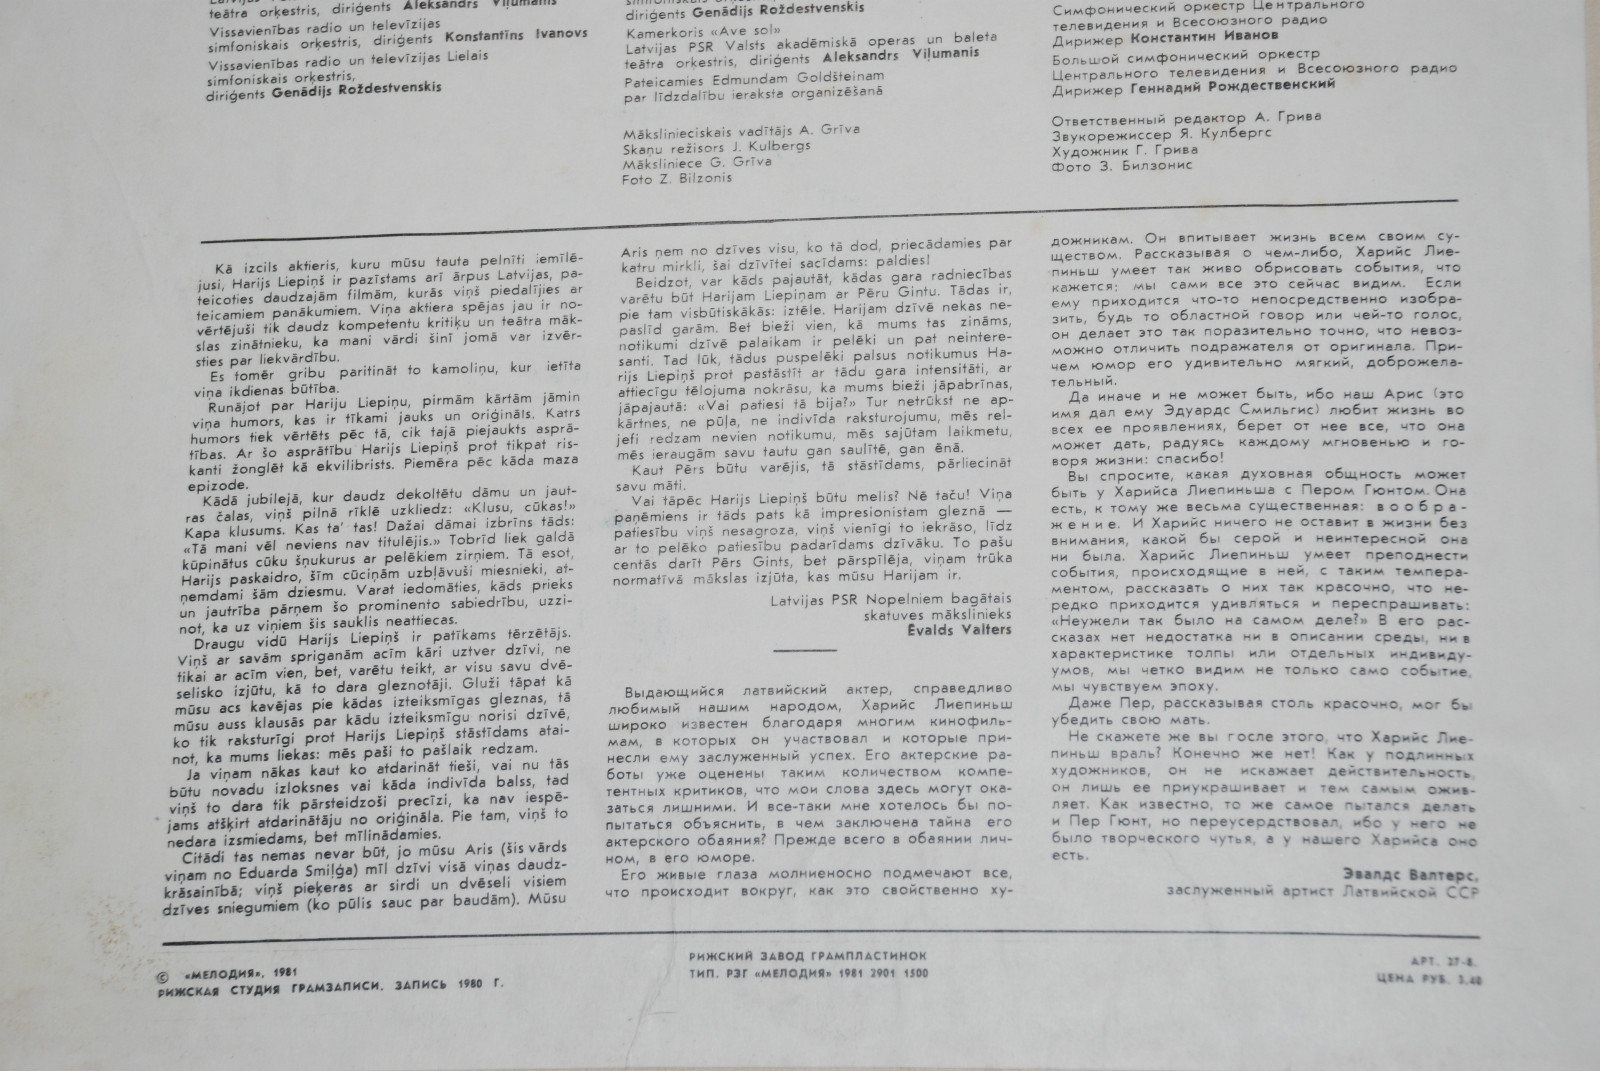 teātra orķestris, diriģents Aleksandrs Viļumanis
Vissavienības radio un televīzijas
simfoniskais orķestris, diriģents Konstantīns Ivanovs
Vissavienības radio un televīzijas Lielais
simfoniskais orķestris,
diriģents Genādijs Roždestvenskis
diriģents Genādijs Roždestvenskis
Kamerkoris «Ave sol»
Latvijas PSR Valsts akadēmiskā operas un baleta
teātra orķestris, diriģents Aleksandrs Viļumanis
Pateicamies Edmundam Goldšteinam
par līdzdalību ieraksta organizēšanā
Mākslinieciskais vadītājs A. Grīva
Skaņu režisors J. Kulbergs
Māksliniece G. Grīva
Foto Z. Bilzonis
Симфонический оркестр Центрального
телевидения и Всесоюзного радио
Дирижер Константин Иванов
Большой симфонический оркестр
Центрального телевидения и Всесоюзного радио
Дирижер Геннадий Рождественский
Ответственный редактор А. Грива
Звукорежиссер Я. Кулбергс
Художник Г. Грива
Фото З. Билзонис
Kā izcils aktieris, kuru mūsu tauta pelnīti iemīlē-
jusi, Harijs Liepiņš ir pazīstams arī ārpus Latvijas, pa-
teicoties daudzajām filmām, kurās viņš piedalījies ar
teicamiem panākumiem. Viņa aktiera spējas jau ir no-
vērtējuši tik daudz kompetentu kritiķu un teātra māk-
slas zinātnieku, ka mani vārdi šinī jomā var izvēr-
sties par liekvārdību.
Es tomēr gribu paritināt to kamoliņu, kur ietīta
viņa ikdienas būtība.
Runājot par Hariju Liepiņu, pirmām kārtām jāmin
viņa humors, kas ir tīkami jauks un oriģināls. Katrs
humors tiek vērtēts pēc tā, cik tajā piejaukts asprā-
tības. Ar šo asprātību Harijs Liepiņš prot tikpat ris-
kanti žonglēt kā ekvilibrists. Piemēra pēc kāda maza
epizode.
Kādā jubilejā, kur daudz dekoltētu dāmu un jaut-
ras čalas, viņš pilnā rīklē uzkliedz: «Klusu, cūkas!»
Kapa klusums. Kas ta' tas! Dažai dāmai izbrīns tāds:
«Tā mani vēl neviens nav titulējis.» Tobrīd liek galdā
kūpinātus cūku šņukurus ar pelēkiem zirņiem. Tā esot,
Harijs paskaidro, šīm cūciņām uzbļāvuši miesnieki, at-
ņemdami šām dziesmu. Varat iedomāties, kāds prieks
un jautrība pārņem šo prominento sabiedrību, uzzi-
not, ka uz viņiem šis sauklis neattiecas.
Draugu vidū Harijs Liepiņš ir patīkams tērzētājs.
Viņš ar savām spriganām acīm kāri uztver dzīvi, ne
tikai ar acīm vien, bet, varētu teikt, ar visu savu dvē-
selisko izjūtu, kā to dara gleznotāji. Gluži tāpat kā
mūsu acs kavējas pie kādas izteiksmīgas gleznas, tā
mūsu auss klausās par kādu izteiksmīgu norisi dzīvē,
ko tik raksturīgi prot Harijs Liepiņš stāstīdams atai-
not, ka mums liekas: mēs paši to pašlaik redzam.
Ja viņam nākas kaut ko atdarināt tieši, vai nu tās
būtu novadu izloksnes vai kāda indivīda balss, tad
viņš to dara tik pārsteidzoši precīzi, ka nav iespē-
jams atšķirt atdarinātāju no oriģināla. Pie tam, viņš to
nedara izsmiedams, bet mīlinādamies.
Citādi tas nemas nevar būt, jo mūsu Aris (šis vārds
viņam no Eduarda Smiļģa) mīl dzīvi visā viņas daudz-
krāsainībā; viņš pieķeras ar sirdi un dvēseli visiem
dzīves sniegumiem (ko pūlis sauc par baudām). Mūsu
Aris ņem no dzīves visu, ko tā dod, priecādamies par
katru mirkli, šai dzīvītei sacīdams: paldies!
Beidzot, var kāds pajautāt, kādas gara radniecības
varētu būt Harijam Liepiņam ar Pēru Gintu. Tādas ir,
pie tam visbūtiskākās: iztēle. Harijam dzīvē nekas ne-
paslīd garām. Bet bieži vien, kā mums tas zināms,
notikumi dzīvē palaikam ir pelēki un pat neintere-
santi. Tad lūk, tādus puspelēki palsus notikumus Ha-
rijs Liepiņš prot pastāstīt ar tādu gara intensitāti, ar
attiecīgu tēlojuma nokrāsu, ka mums bieži jāpabrīnas,
jāpajautā: «Vai patiesi tā bija?» Tur netrūkst ne ap-
kārtnes, ne pūļa, ne indivīda raksturojumu, mēs rel-
jefi redzam nevien notikumu, mēs sajūtam laikmetu,
mēs ieraugām savu tautu gan saulītē, gan ēnā.
Kaut Pērs būtu varējis, tā stāstīdams, pārliecināt
savu māti.
Vai tāpēc Harijs Liepiņš būtu melis? Nē taču! Viņa
paņēmiens ir tāds pats kā impresionistam gleznā —
patiesību viņš nesagroza, viņš vienīgi to iekrāso, līdz
ar to pelēko patiesību padarīdams dzīvāku. To pašu
centās darīt Pērs Gints, bet pārspīlēja, viņam trūka
normatīvā mākslas izjūta, kas mūsu Harijam ir.
Latvijas PSR Nopelniem bagātais
skatuves mākslinieks
Ēvalds Valters
Выдающийся латвийский актер, справедливо
любимый нашим народом, Харийс Лиепиньш
широко известен благодаря многим кинофиль-
мам, в которых он участвовал и которые при-
несли ему заслуженный успех. Его актерские ра-
боты уже оценены таким количеством компе-
тентных критиков, что мои слова здесь могут ока-
заться лишними. И все-таки мне хотелось бы по-
пытаться объяснить, в чем заключена тайна его
актерского обаяния? Прежде всего в обаянии лич-
ном, в его юморе.
Его живые глаза молниеносно подмечают все,
что происходит вокруг, как это свойственно ху-
дожникам. Он впитывает жизнь всем своим су-
ществом. Рассказывая о чем-либо, Харийс Лие-
пиньш умеет так живо обрисовать события, что
кажется: мы сами все это сейчас видим. Если
ему приходится что-то непосредственно изобра-
зить, будь то областной говор или чей-то голос,
он делает это так поразительно точно, что невоз-
можно отличить подражателя от оригинала. При-
чем юмор его удивительно мягкий, доброжела-
тельный.
Да иначе и не может быть, ибо наш Арис (это
имя дал ему Эдуардс Смильгис) любит жизнь во
всех ее проявлениях, берет от нее все, что она
может дать, радуясь каждому мгновенью и го-
воря жизни: спасибо!
Вы спросите, какая духовная общность может
быть у Харийса Лиепиньша с Пером Гюнтом. Она
есть, к тому же весьма существенная: вообра-
жение. И Харийс ничего не оставит в жизни без
внимания, какой бы серой и неинтересной она
ни была. Харийс Лиепиньш умеет преподнести
события, происходящие в ней, с таким темпера-
ментом, рассказать о них так красочно, что не-
редко приходится удивляться и переспрашивать:
«Неужели так было на самом деле?» В его рас-
сказах нет недостатка ни в описании среды, ни в
характеристике толпы или отдельных индивиду-
умов, мы четко видим не только само событие,
мы чувствуем эпоху.
Даже Пер, рассказывая столь красочно, мог бы
убедить свою мать.
Не скажете же вы после этого, что Харийс Лие-
пиньш враль? Конечно же нет! Как у подлинных
художников, он не искажает действительность,
он лишь ее приукрашивает и тем самым ожив-
ляет. Как известно, то же самое пытался делать
и Пер Гюнт, но переусердствовал, ибо у него не
было творческого чутья, а у нашего Харийса оно
есть.
Эвалдс Валтерс,
заслуженный артист Латвийской ССР
© «МЕЛОДИЯ», 1981
РИЖСКАЯ СТУДИЯ ГРАМЗАПИСИ. ЗАПИСЬ 1980 Г.
РИЖСКИЙ ЗАВОД ГРАМПЛАСТИНОК
ТИП. РЗГ «МЕЛОДИЯ» 1981 2901 1500
АРТ. 27-8.
ЦЕНА РУБ. 3,40